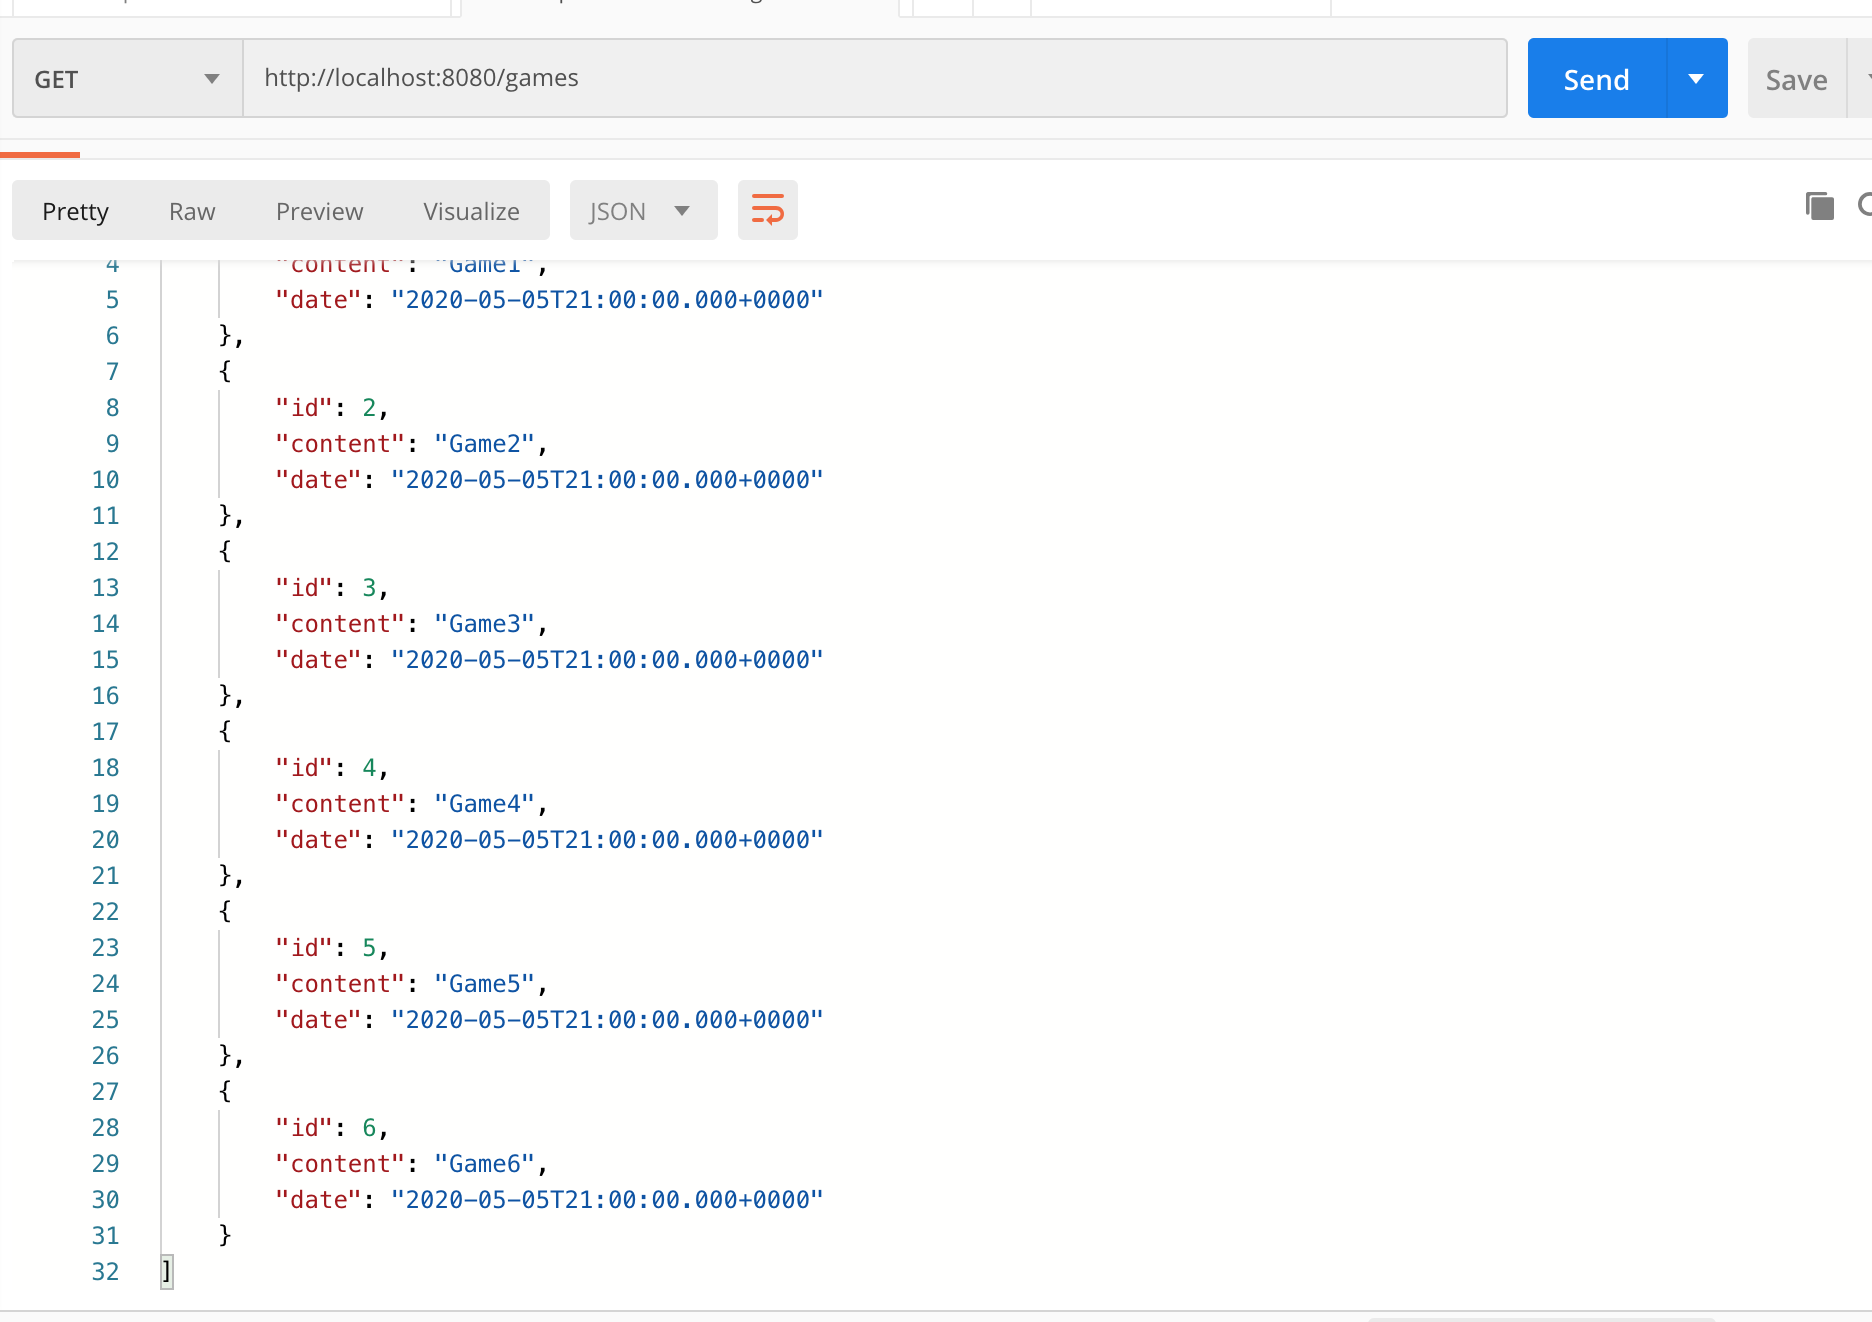 GET http://localhost:8080/games Send Save
Pretty Raw Preview Visualize JSON
4 "content": "Game1",
5 "date": "2020-05-05T21:00:00.000+0000"
6 },
7 {
8 "id": 2,
9 "content": "Game2",
10 "date": "2020-05-05T21:00:00.000+0000"
11 },
12 {
13 "id": 3,
14 "content": "Game3",
15 "date": "2020-05-05T21:00:00.000+0000"
16 },
17 {
18 "id": 4,
19 "content": "Game4",
20 "date": "2020-05-05T21:00:00.000+0000"
21 },
22 {
23 "id": 5,
24 "content": "Game5",
25 "date": "2020-05-05T21:00:00.000+0000"
26 },
27 {
28 "id": 6,
29 "content": "Game6",
30 "date": "2020-05-05T21:00:00.000+0000"
31 }
32 ]